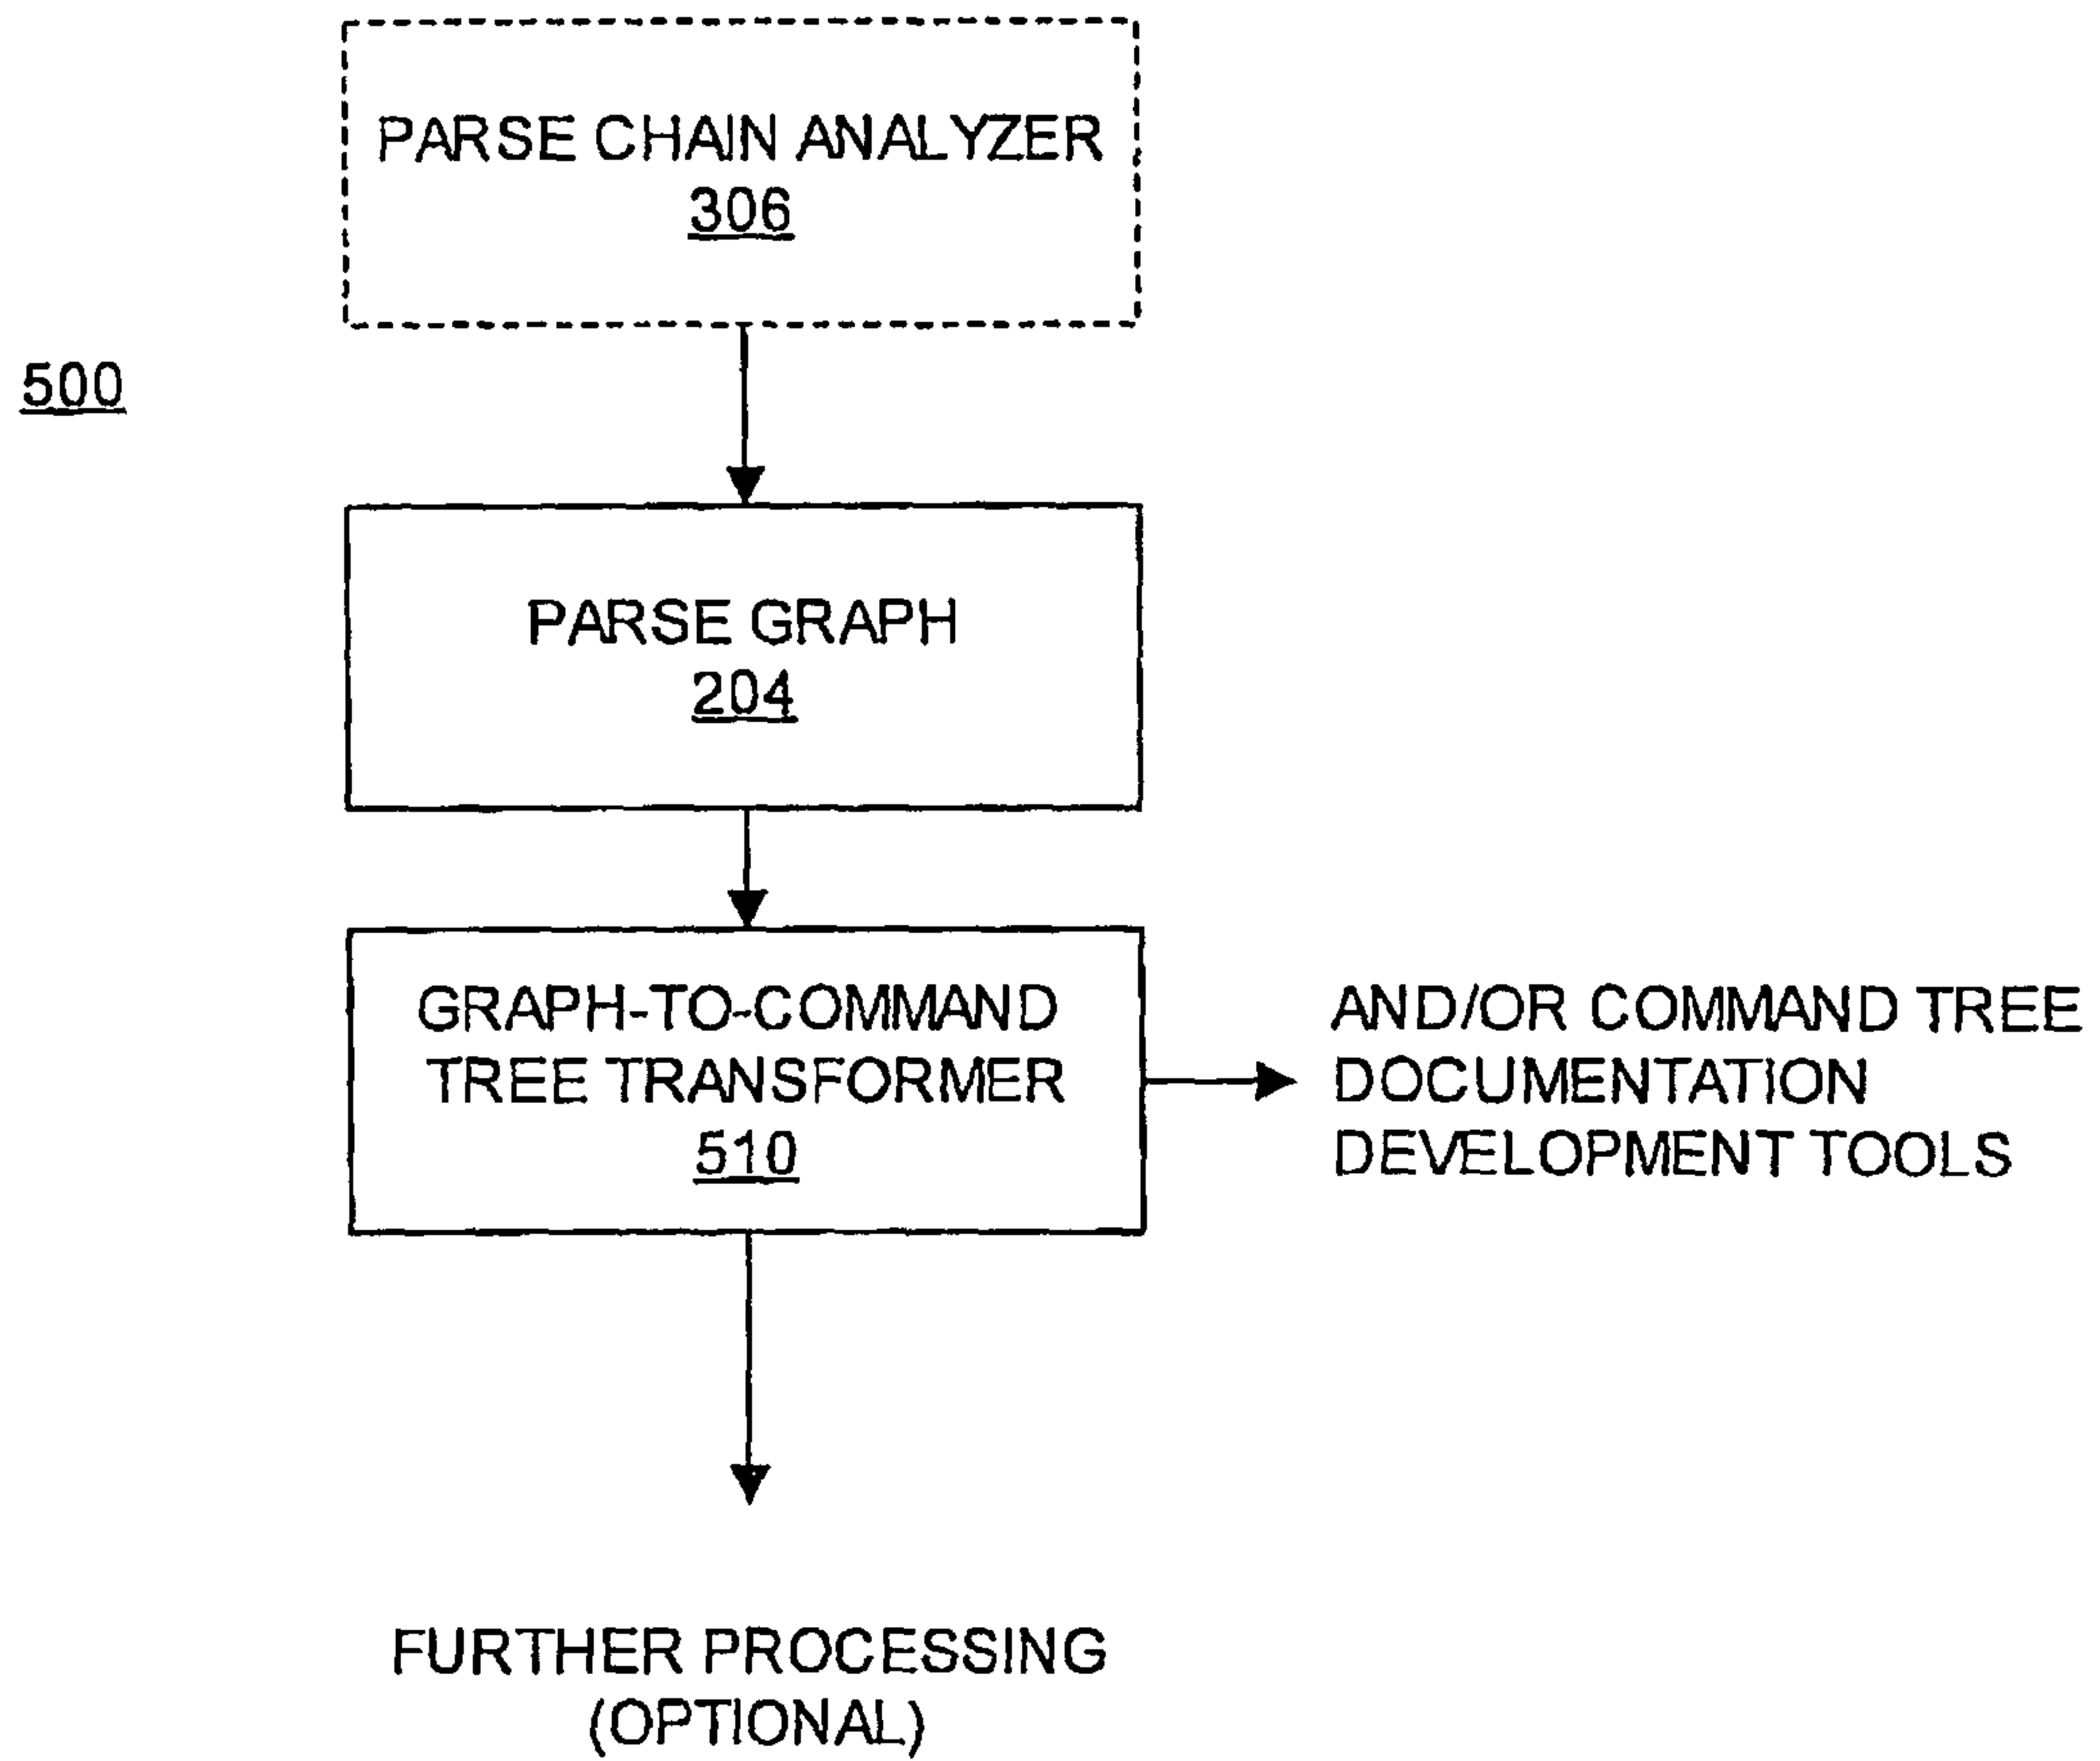 PARSE CHAIN ANALYZER
306
500
PARSE GRAPH
204
GRAPH-TO-COMMAND
TREE TRANSFORMER
510
AND/OR COMMAND TREE
DOCUMENTATION
DEVELOPMENT TOOLS
FURTHER PROCESSING
(OPTIONAL)